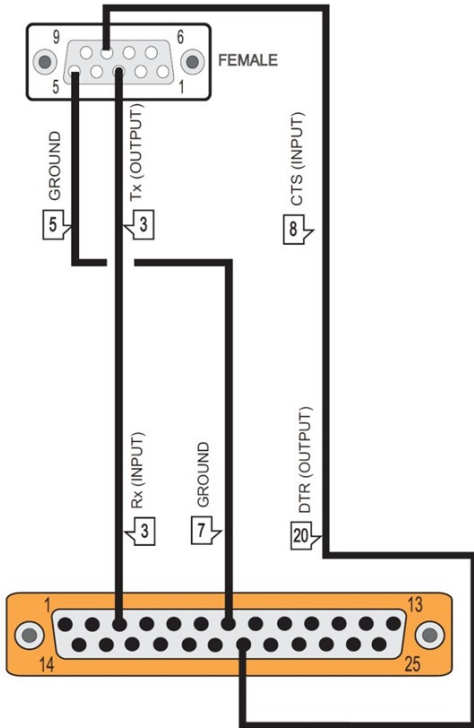 9
6
FEMALE
5
1
GROUND
Tx (OUTPUT)
CTS (INPUT)
5
3
8
Rx (INPUT)
GROUND
DTR (OUTPUT)
3
7
20
1
13
14
25